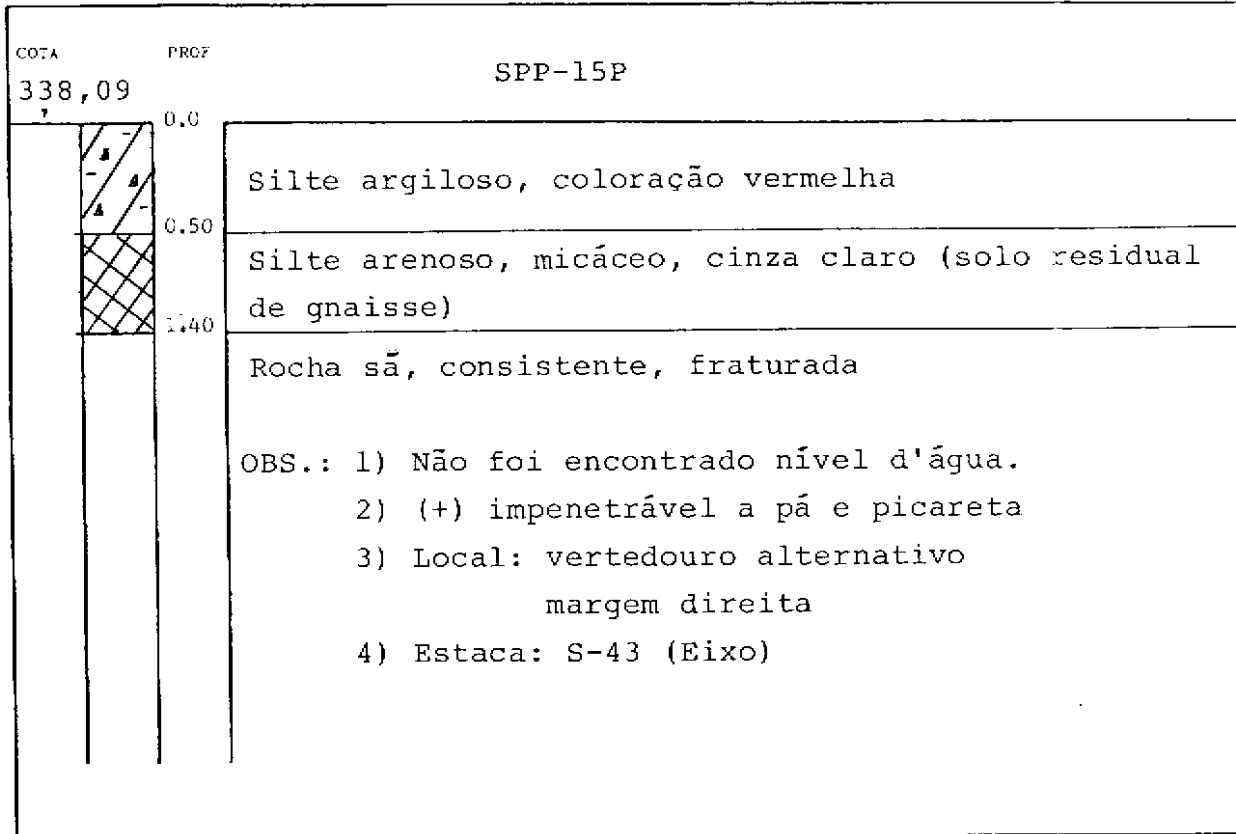 COTA PROF
338,09 SPP-15P
0.0
Silte argiloso, coloração vermelha
0.50
Silte arenoso, micáceo, cinza claro (solo residual
de gnaisse)
1.40
Rocha sã, consistente, fraturada
OBS.: 1) Não foi encontrado nível d'água.
2) (+) impenetrável a pá e picareta
3) Local: vertedouro alternativo
margem direita
4) Estaca: S-43 (Eixo)